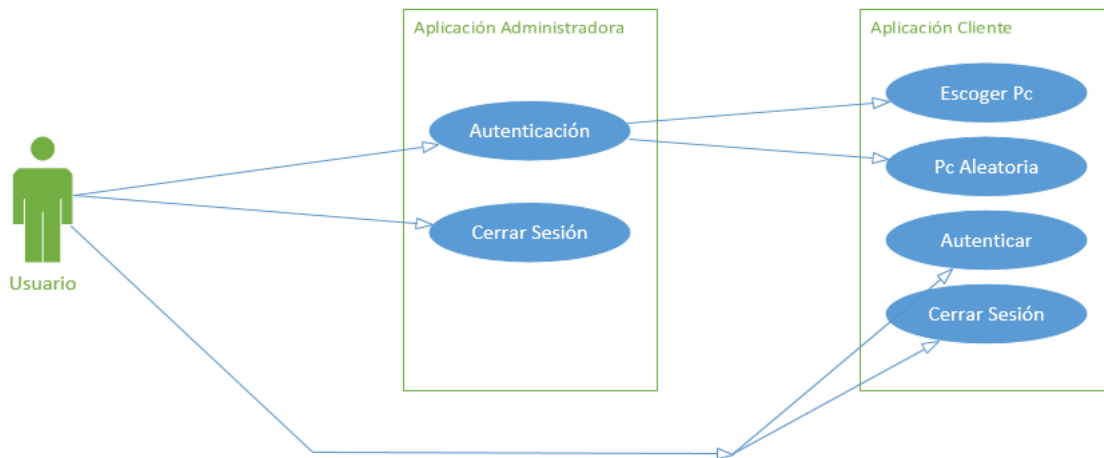 Aplicación Administradora
Aplicación Cliente
Escoger Pc
Autenticación
Pc Aleatoria
Cerrar Sesión
Autenticar
Usuario
Cerrar Sesión